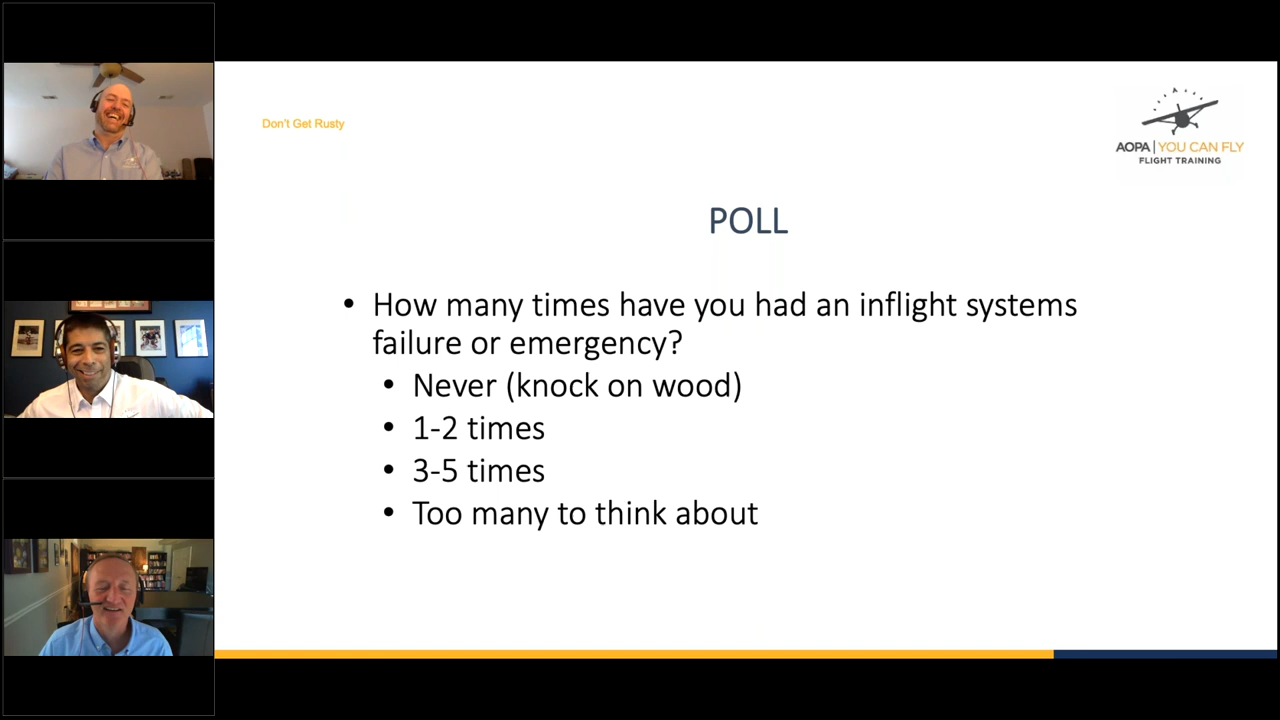 Don't Get Rusty
AOPA | YOU CAN FLY
FLIGHT TRAINING
POLL
• How many times have you had an inflight systems
failure or emergency?
• Never (knock on wood)
• 1-2 times
• 3-5 times
• Too many to think about